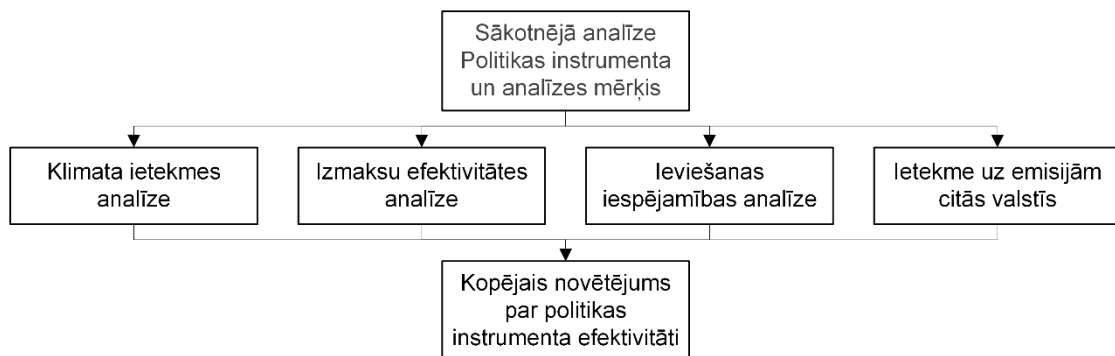 Sākotnējā analīze
Politikas instrumenta
un analīzes mērķis
Klimata ietekmes
analīze
Izmaksu efektivitātes
analīze
Ieviešanas
iespējamības analīze
Ietekme uz emisijām
citās valstīs
Kopējais novētējums
par politikas
instrumenta efektivitāti